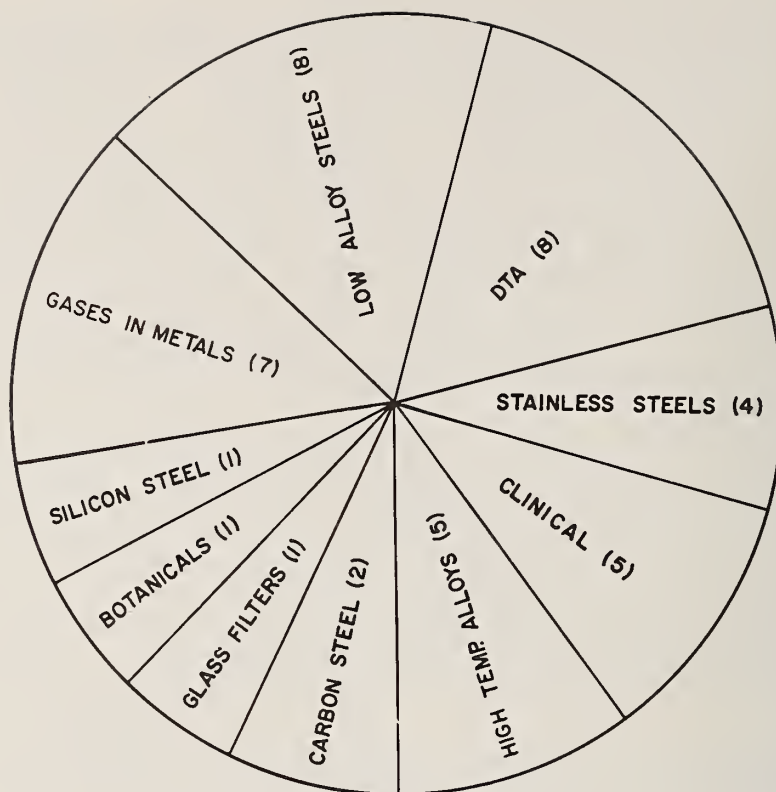 LOW ALLOY STEELS (8)
DTA (8)
STAINLESS STEELS (4)
CLINICAL (5)
HIGH TEMP. ALLOYS (5)
CARBON STEEL (2)
GLASS FILTERS (1)
BOTANICALS (1)
SILICON STEEL (1)
GASES IN METALS (7)